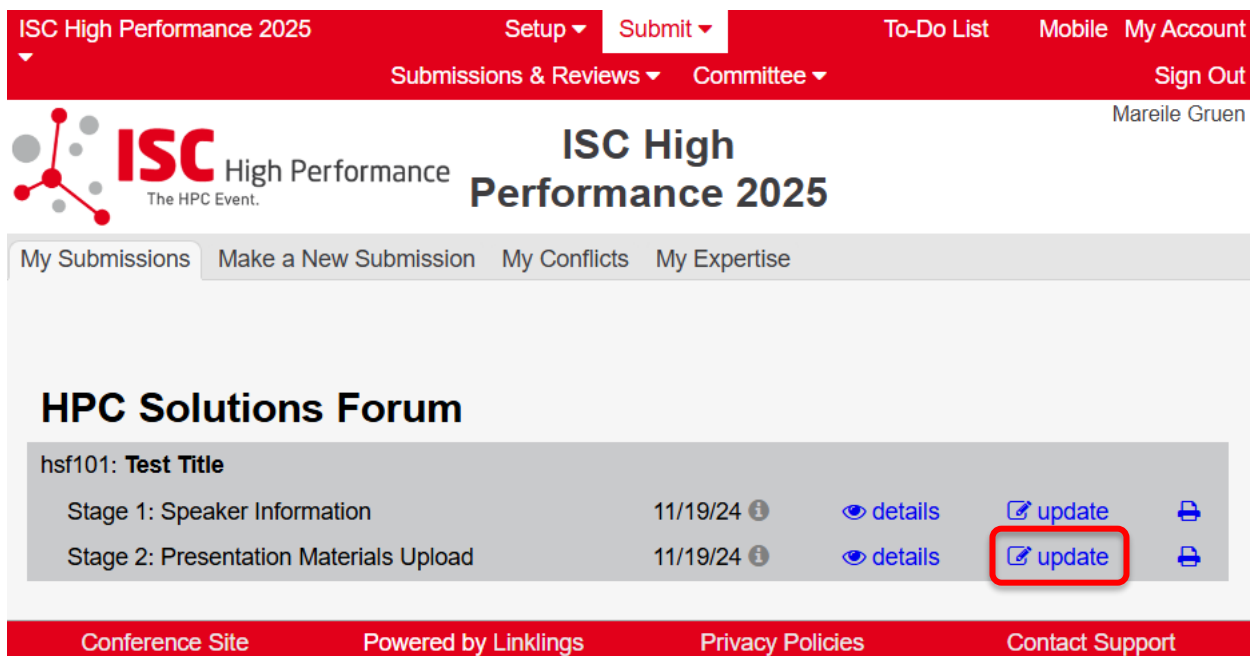 ISC High Performance 2025 Setup Submit To-Do List Mobile My Account
Submissions & Reviews Committee Sign Out
Mareile Gruen
ISC High Performance
The HPC Event.
ISC High
Performance 2025
My Submissions Make a New Submission My Conflicts My Expertise
HPC Solutions Forum
hsf101: Test Title
Stage 1: Speaker Information 11/19/24 details update
Stage 2: Presentation Materials Upload 11/19/24 details update
Conference Site Powered by Linklings Privacy Policies Contact Support